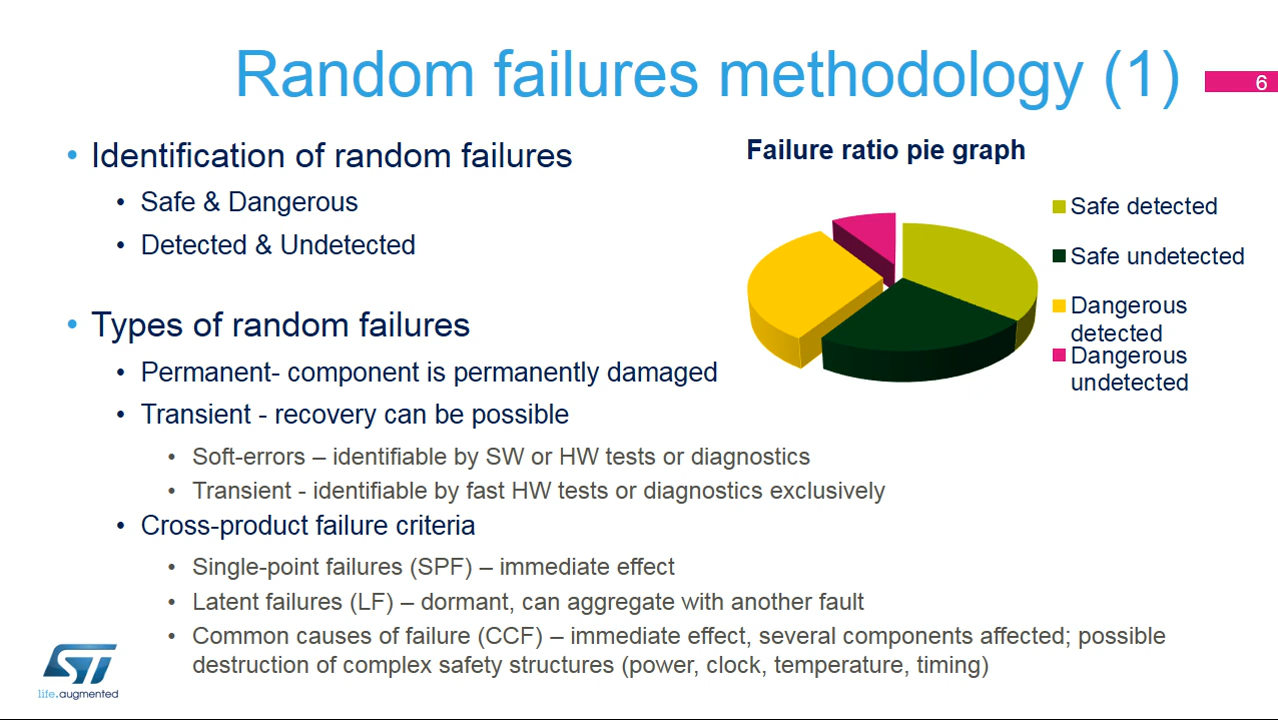 Random failures methodology (1)
6
• Identification of random failures
• Safe & Dangerous
• Detected & Undetected
• Types of random failures
• Permanent- component is permanently damaged
• Transient - recovery can be possible
• Soft-errors – identifiable by SW or HW tests or diagnostics
• Transient - identifiable by fast HW tests or diagnostics exclusively
• Cross-product failure criteria
• Single-point failures (SPF) – immediate effect
• Latent failures (LF) – dormant, can aggregate with another fault
• Common causes of failure (CCF) – immediate effect, several components affected; possible
destruction of complex safety structures (power, clock, temperature, timing)
Failure ratio pie graph
Safe detected
Safe undetected
Dangerous
detected
Dangerous
undetected
ST
life.augmented